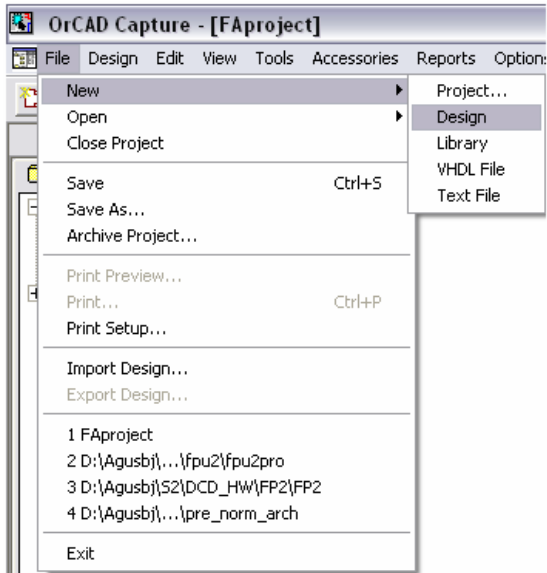 OrCAD Capture - [FAproject]
File Design Edit View Tools Accessories Reports Option
New
Open
Close Project
Save Ctrl+S
Save As...
Archive Project...
Print Preview...
Print... Ctrl+P
Print Setup...
Import Design...
Export Design...
1 FAproject
2 D:\Agusbj\...\fpu2\fpu2pro
3 D:\Agusbj\S2\DCD_HW\FP2\FP2
4 D:\Agusbj\...\pre_norm_arch
Exit
Project...
Design
Library
VHDL File
Text File